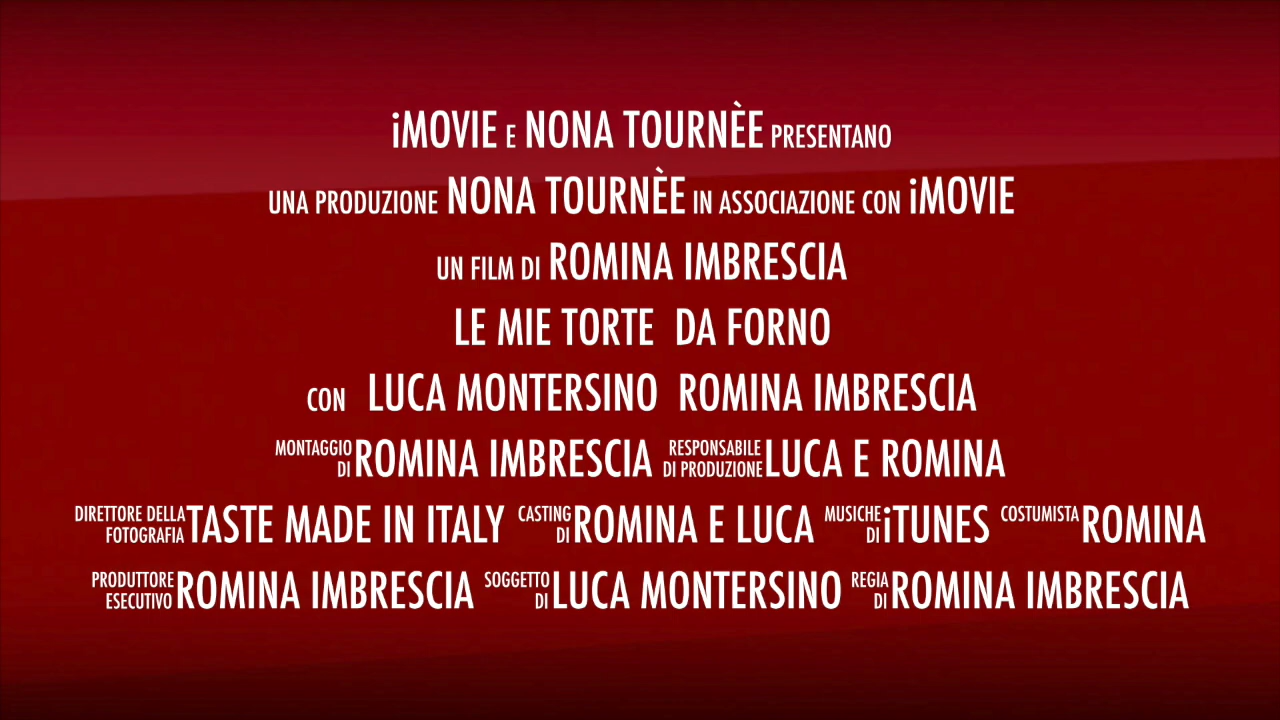 iMOVIE E NONA TOURNÈE PRESENTANO
UNA PRODUZIONE NONA TOURNÈE IN ASSOCIAZIONE CON iMOVIE
UN FILM DI ROMINA IMBRESCIA
LE MIE TORTE DA FORNO
CON LUCA MONTERSINO ROMINA IMBRESCIA
MONTAGGIO DI ROMINA IMBRESCIA RESPONSABILE DI PRODUZIONE LUCA E ROMINA
DIRETTORE DELLA FOTOGRAFIA TASTE MADE IN ITALY CASTING DI ROMINA E LUCA MUSICHE DI iTUNES COSTUMISTA ROMINA
PRODUTTORE ESECUTIVO ROMINA IMBRESCIA SOGGETTO DI LUCA MONTERSINO REGIA DI ROMINA IMBRESCIA